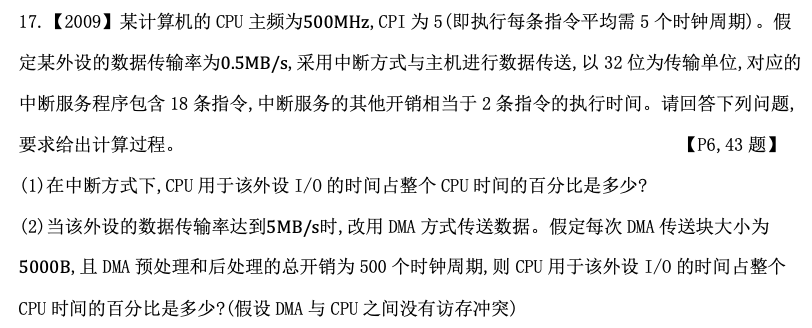 17.【2009】某计算机的 CPU 主频为500MHz,CPI 为 5(即执行每条指令平均需 5 个时钟周期)。假
定某外设的数据传输率为0.5MB/s,采用中断方式与主机进行数据传送,以 32 位为传输单位,对应的
中断服务程序包含 18 条指令,中断服务的其他开销相当于 2 条指令的执行时间。请回答下列问题,
要求给出计算过程。 【P6,43 题】
(1)在中断方式下,CPU 用于该外设 I/O 的时间占整个 CPU 时间的百分比是多少?
(2)当该外设的数据传输率达到5MB/s时,改用 DMA 方式传送数据。假定每次 DMA 传送块大小为
5000B,且 DMA 预处理和后处理的总开销为 500 个时钟周期,则 CPU 用于该外设 I/O 的时间占整个
CPU 时间的百分比是多少?(假设 DMA 与 CPU 之间没有访存冲突)